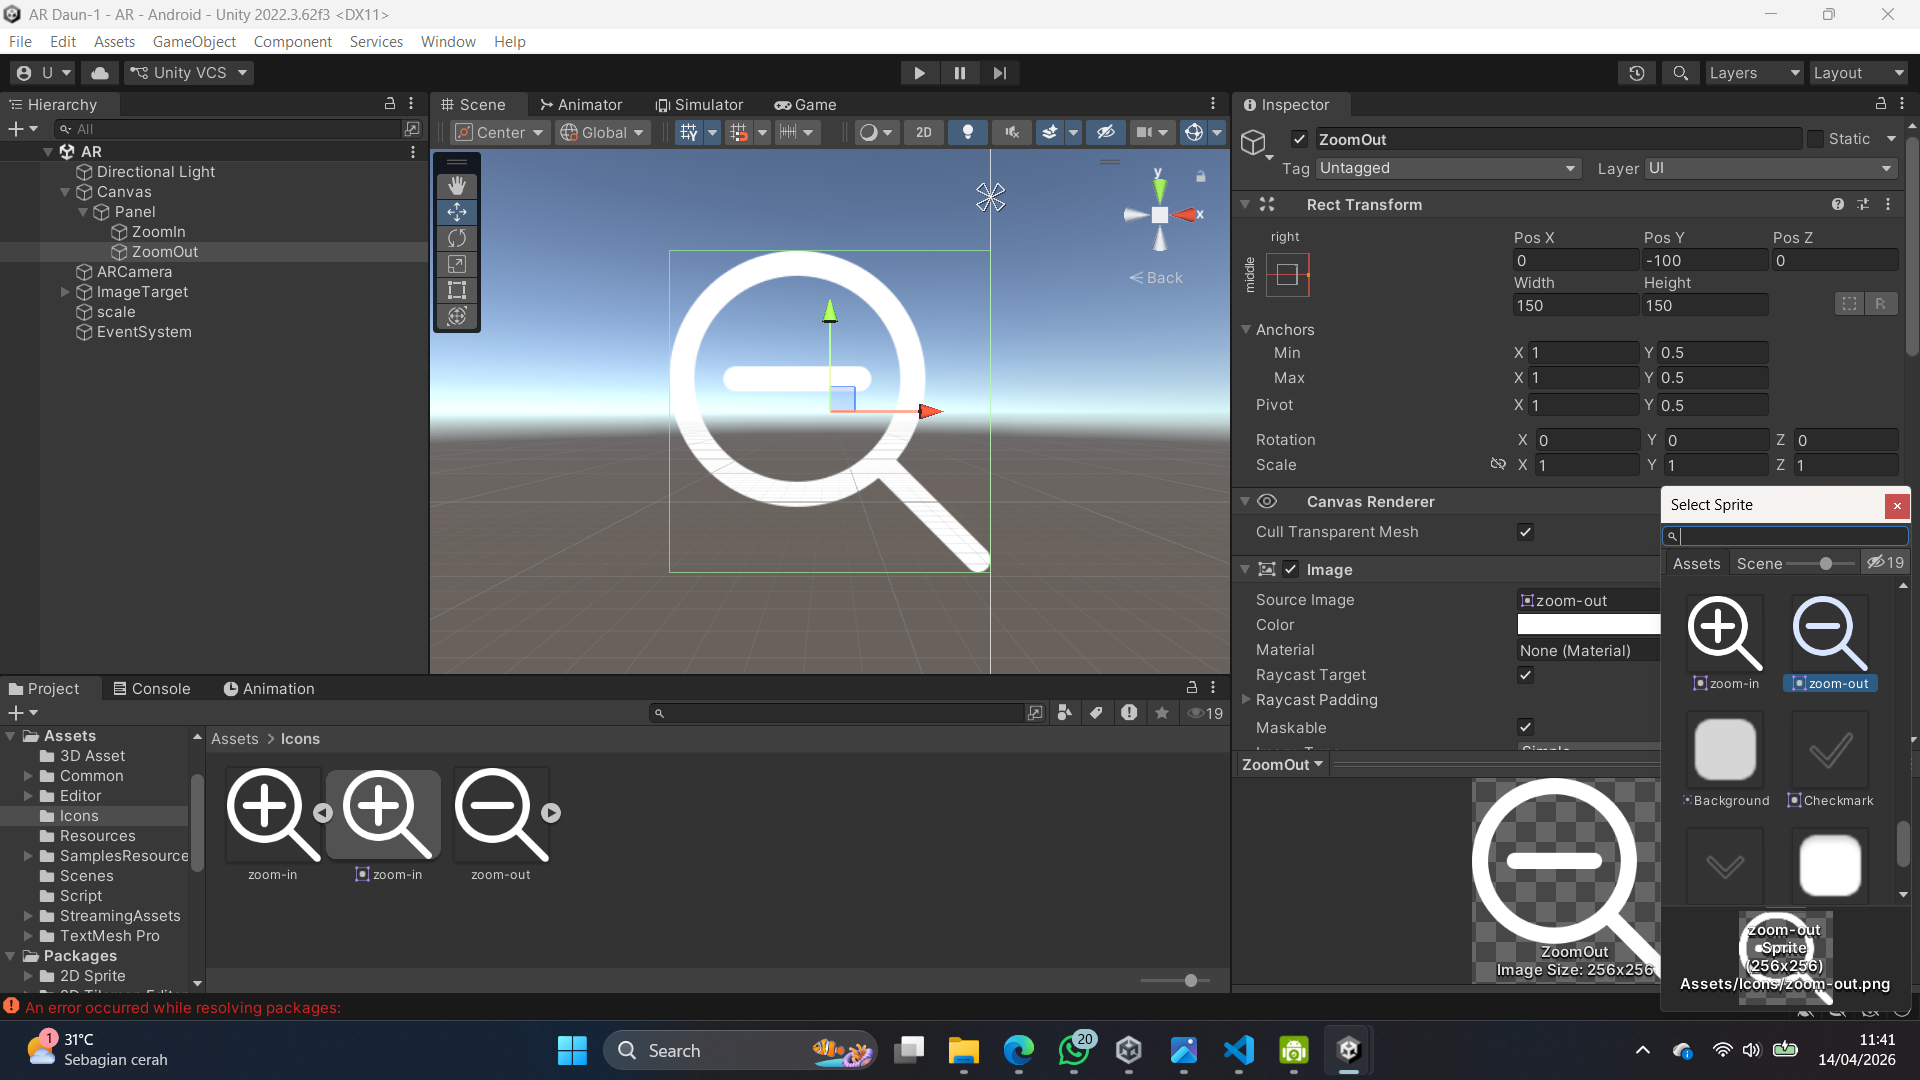 AR Daun-1 - AR - Android - Unity 2022.3.62f3 <DX11>
File Edit Assets GameObject Component Services Window Help
U Unity VCS Layers Layout
Hierarchy
All
AR
Directional Light
Canvas
Panel
ZoomIn
ZoomOut
ARCamera
ImageTarget
scale
EventSystem
Scene Animator Simulator Game
Center Global 2D
y
x
Back
Inspector
ZoomOut Static
Tag Untagged Layer UI
Rect Transform
right
middle
Pos X Pos Y Pos Z
0 -100 0
Width Height
150 150 R
Anchors
Min X 1 Y 0.5
Max X 1 Y 0.5
Pivot X 1 Y 0.5
Rotation X 0 Y 0 Z 0
Scale X 1 Y 1 Z 1
Canvas Renderer
Cull Transparent Mesh
Image
Source Image zoom-out
Color
Material None (Material)
Raycast Target
Raycast Padding
Maskable
ZoomOut
ZoomOut
Image Size: 256x256
Select Sprite
Assets Scene 19
zoom-in zoom-out
Background Checkmark
zoom-out
Sprite
(256x256)
Assets/Icons/zoom-out.png
Project Console Animation
19
Assets
3D Asset
Common
Editor
Icons
Resources
SamplesResource
Scenes
Script
StreamingAssets
TextMesh Pro
Packages
2D Sprite
Assets > Icons
zoom-in zoom-in zoom-out
An error occurred while resolving packages:
1
31°C
Sebagian cerah
Search
20
11:41
14/04/2026